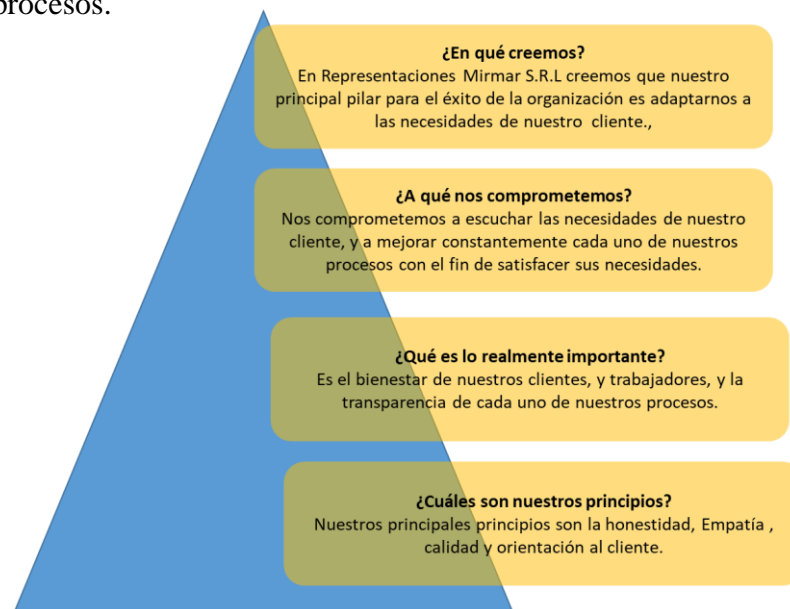 procesos.
¿En qué creemos?
En Representaciones Mirmar S.R.L creemos que nuestro
principal pilar para el éxito de la organización es adaptarnos a
las necesidades de nuestro cliente.,
¿A qué nos comprometemos?
Nos comprometemos a escuchar las necesidades de nuestro
cliente, y a mejorar constantemente cada uno de nuestros
procesos con el fin de satisfacer sus necesidades.
¿Qué es lo realmente importante?
Es el bienestar de nuestros clientes, y trabajadores, y la
transparencia de cada uno de nuestros procesos.
¿Cuáles son nuestros principios?
Nuestros principales principios son la honestidad, Empatía ,
calidad y orientación al cliente.